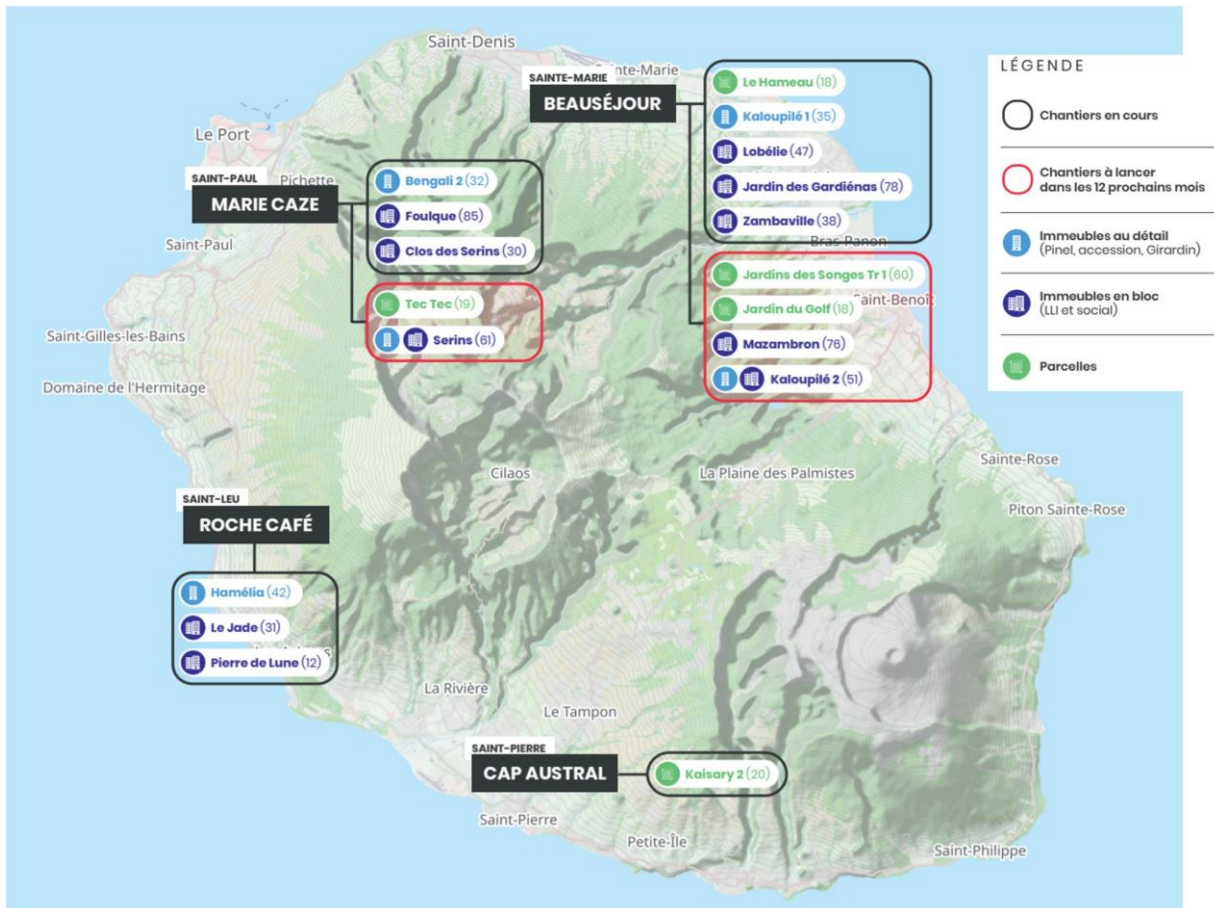 Saint-Denis
Sainte-Marie
SAINTE-MARIE
BEAUSÉJOUR
Le Hameau (18)
Kaloupilé 1 (35)
Lobélie (47)
Jardin des Gardiénas (78)
Zambaville (38)
Bras Panon
Jardins des Songes Tr 1 (60)
Jardin du Golf (18)
Saint-Benoît
Mazambron (76)
Kaloupilé 2 (51)
LÉGENDE
Chantiers en cours
Chantiers à lancer
dans les 12 prochains mois
Immeubles au détail
(Pinel, accession, Girardin)
Immeubles en bloc
(LLI et social)
Parcelles
Le Port
Pichette
SAINT-PAUL
MARIE CAZE
Bengali 2 (32)
Foulque (85)
Clos des Serins (30)
Tec Tec (19)
Serins (61)
Saint-Paul
Saint-Gilles-les-Bains
Domaine de l'Hermitage
Cilaos
La Plaine des Palmistes
Sainte-Rose
Piton Sainte-Rose
SAINT-LEU
ROCHE CAFÉ
Hamélia (42)
Le Jade (31)
Pierre de Lune (12)
La Rivière
Le Tampon
SAINT-PIERRE
CAP AUSTRAL
Kaisary 2 (20)
Saint-Pierre
Petite-Île
Saint-Philippe